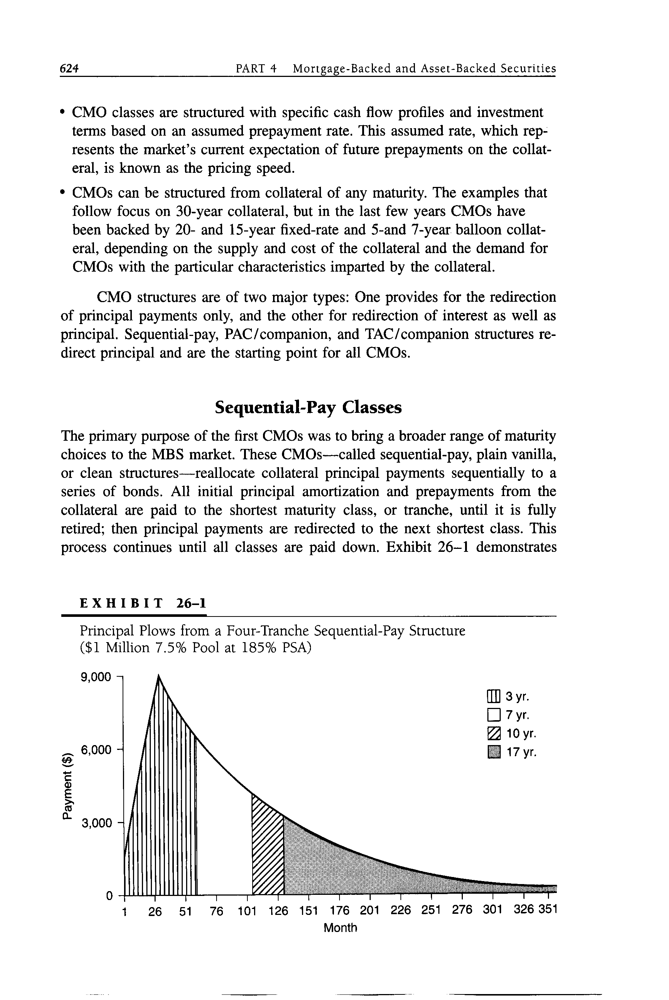 624 PART 4 Mortgage-Backed and Asset-Backed Securities
• CMO classes are structured with specific cash flow profiles and investment
terms based on an assumed prepayment rate. This assumed rate, which rep-
resents the market's current expectation of future prepayments on the collat-
eral, is known as the pricing speed.
• CMOs can be structured from collateral of any maturity. The examples that
follow focus on 30-year collateral, but in the last few years CMOs have
been backed by 20- and 15-year fixed-rate and 5-and 7-year balloon collat-
eral, depending on the supply and cost of the collateral and the demand for
CMOs with the particular characteristics imparted by the collateral.
CMO structures are of two major types: One provides for the redirection
of principal payments only, and the other for redirection of interest as well as
principal. Sequential-pay, PAC/companion, and TAC/companion structures re-
direct principal and are the starting point for all CMOs.
Sequential-Pay Classes
The primary purpose of the first CMOs was to bring a broader range of maturity
choices to the MBS market. These CMOs—called sequential-pay, plain vanilla,
or clean structures—reallocate collateral principal payments sequentially to a
series of bonds. All initial principal amortization and prepayments from the
collateral are paid to the shortest maturity class, or tranche, until it is fully
retired; then principal payments are redirected to the next shortest class. This
process continues until all classes are paid down. Exhibit 26–1 demonstrates
EXHIBIT 26–1
Principal Plows from a Four-Tranche Sequential-Pay Structure
($1 Million 7.5% Pool at 185% PSA)
9,000
6,000
3,000
0
Payment ($)
3 yr.
7 yr.
10 yr.
17 yr.
1 26 51 76 101 126 151 176 201 226 251 276 301 326 351
Month